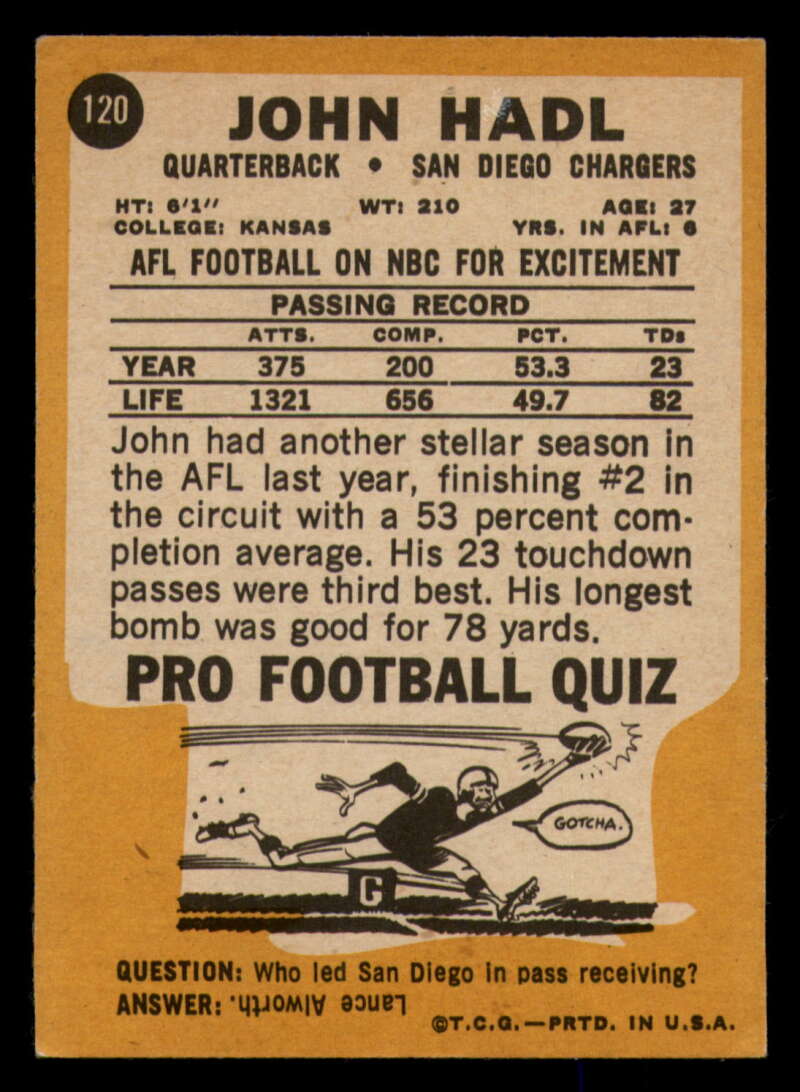 120
JOHN HADL
QUARTERBACK • SAN DIEGO CHARGERS
HT: 6'1" WT: 210 AGE: 27
COLLEGE: KANSAS YRS. IN AFL: 6
AFL FOOTBALL ON NBC FOR EXCITEMENT
PASSING RECORD
ATTS. COMP. PCT. TDs
YEAR 375 200 53.3 23
LIFE 1321 656 49.7 82
John had another stellar season in
the AFL last year, finishing #2 in
the circuit with a 53 percent com-
pletion average. His 23 touchdown
passes were third best. His longest
bomb was good for 78 yards.
PRO FOOTBALL QUIZ
GOTCHA.
G
QUESTION: Who led San Diego in pass receiving?
ANSWER: Lance Alworth.
©T.C.G.—PRTD. IN U.S.A.